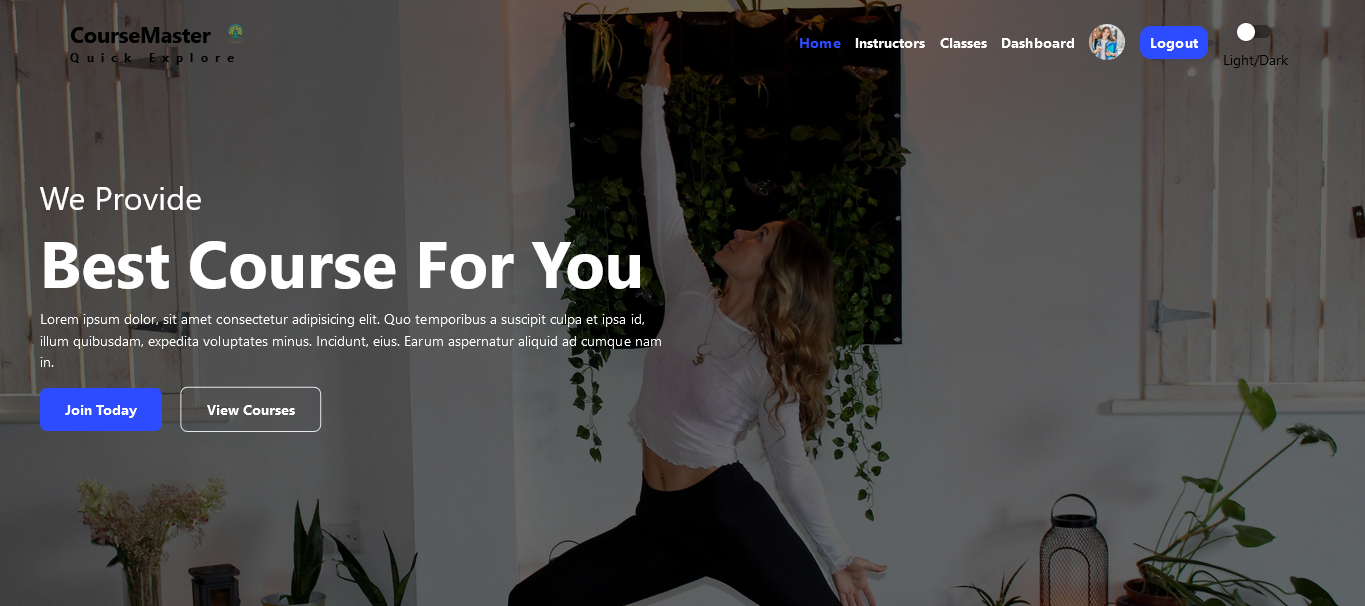 CourseMaster
Quick Explore
Home Instructors Classes Dashboard Logout
Light/Dark
We Provide
Best Course For You
Lorem ipsum dolor, sit amet consectetur adipisicing elit. Quo temporibus a suscipit culpa et ipsa id,
illum quibusdam, expedita voluptates minus. Incidunt, eius. Earum aspernatur aliquid ad cumque nam
in.
Join Today View Courses